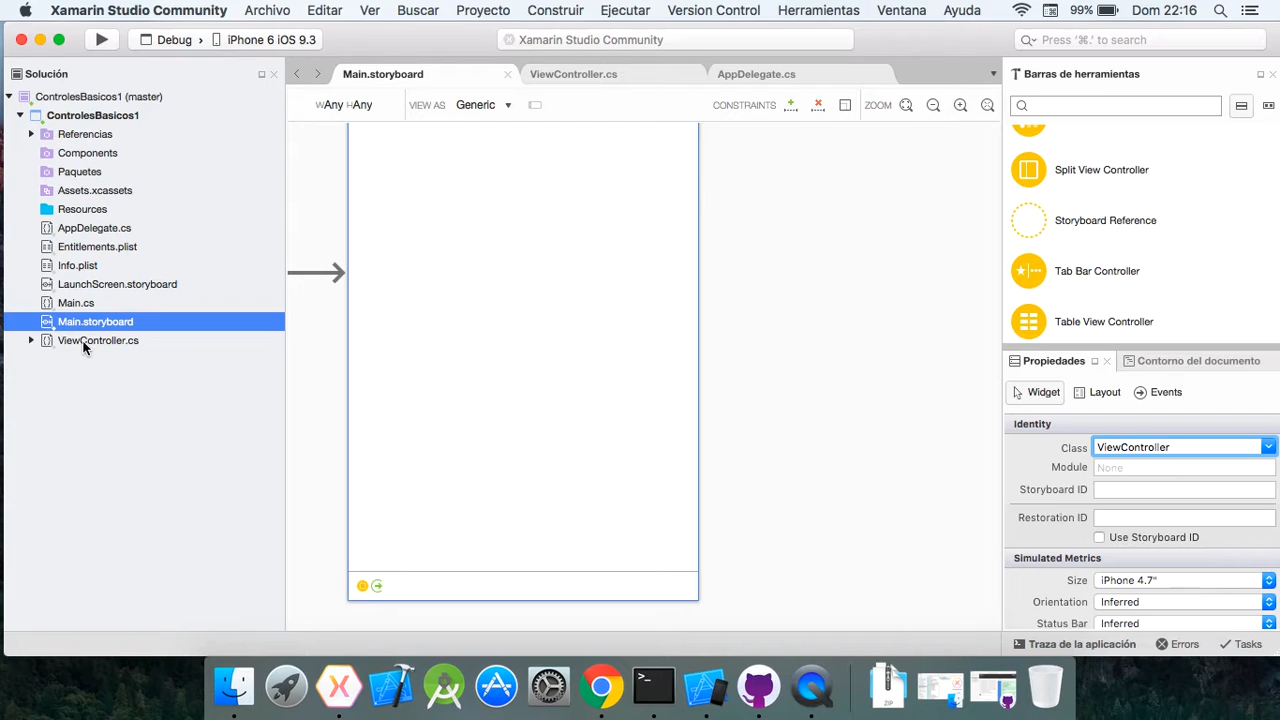 Xamarin Studio Community Archivo Editar Ver Buscar Proyecto Construir Ejecutar Version Control Herramientas Ventana Ayuda 99% Dom 22:16
Debug iPhone 6 iOS 9.3 Xamarin Studio Community Press '⌘.' to search
Solución Main.storyboard ViewController.cs AppDelegate.cs Barras de herramientas
ControlesBasicos1 (master)
wAny HAny VIEW AS Generic CONSTRAINTS ZOOM
ControlesBasicos1
Referencias
Components
Paquetes
Assets.xcassets
Resources
AppDelegate.cs
Entitlements.plist
Info.plist
LaunchScreen.storyboard
Main.cs
Main.storyboard
ViewController.cs
Split View Controller
Storyboard Reference
Tab Bar Controller
Table View Controller
Propiedades Contorno del documento
Widget Layout Events
Identity
Class ViewController
Module None
Storyboard ID
Restoration ID
Use Storyboard ID
Simulated Metrics
Size iPhone 4.7"
Orientation Inferred
Status Bar Inferred
Traza de la aplicación Errors Tasks
ZIP